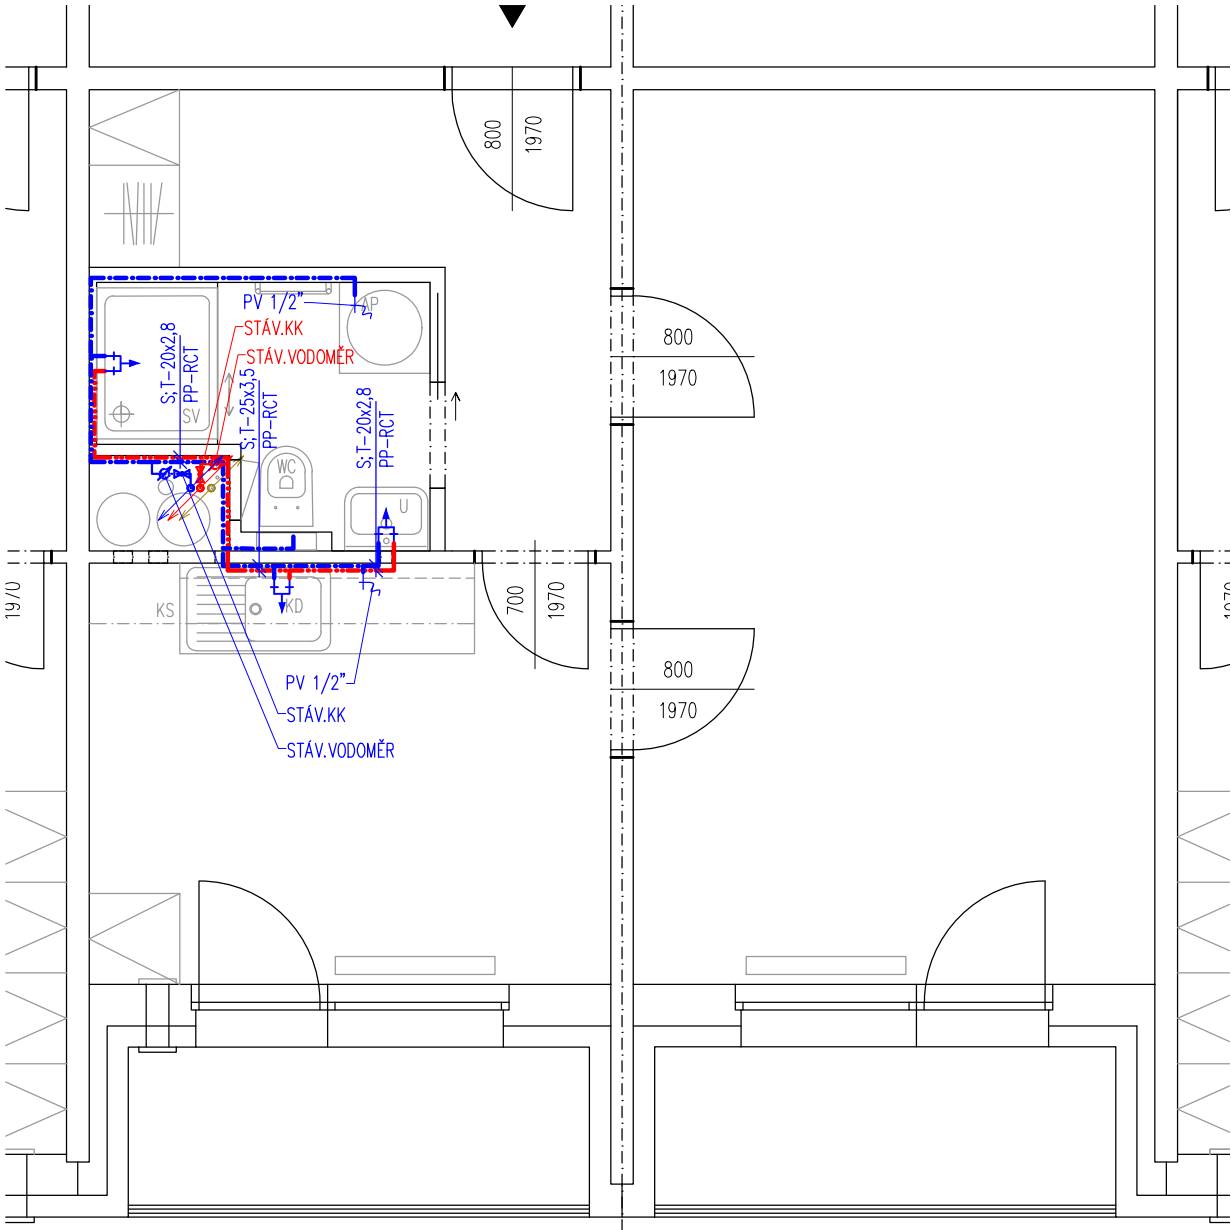 800
1970
PV 1/2"
AP
STÁV.KK
STÁV.VODOMĚR
S;T-20x2,8
PP-RCT
SV
S;T-25x3,5
PP-RCT
S;T-20x2,8
PP-RCT
WC
U
800
1970
1970
KS
KD
700
1970
1970
800
1970
PV 1/2"
STÁV.KK
STÁV.VODOMĚR